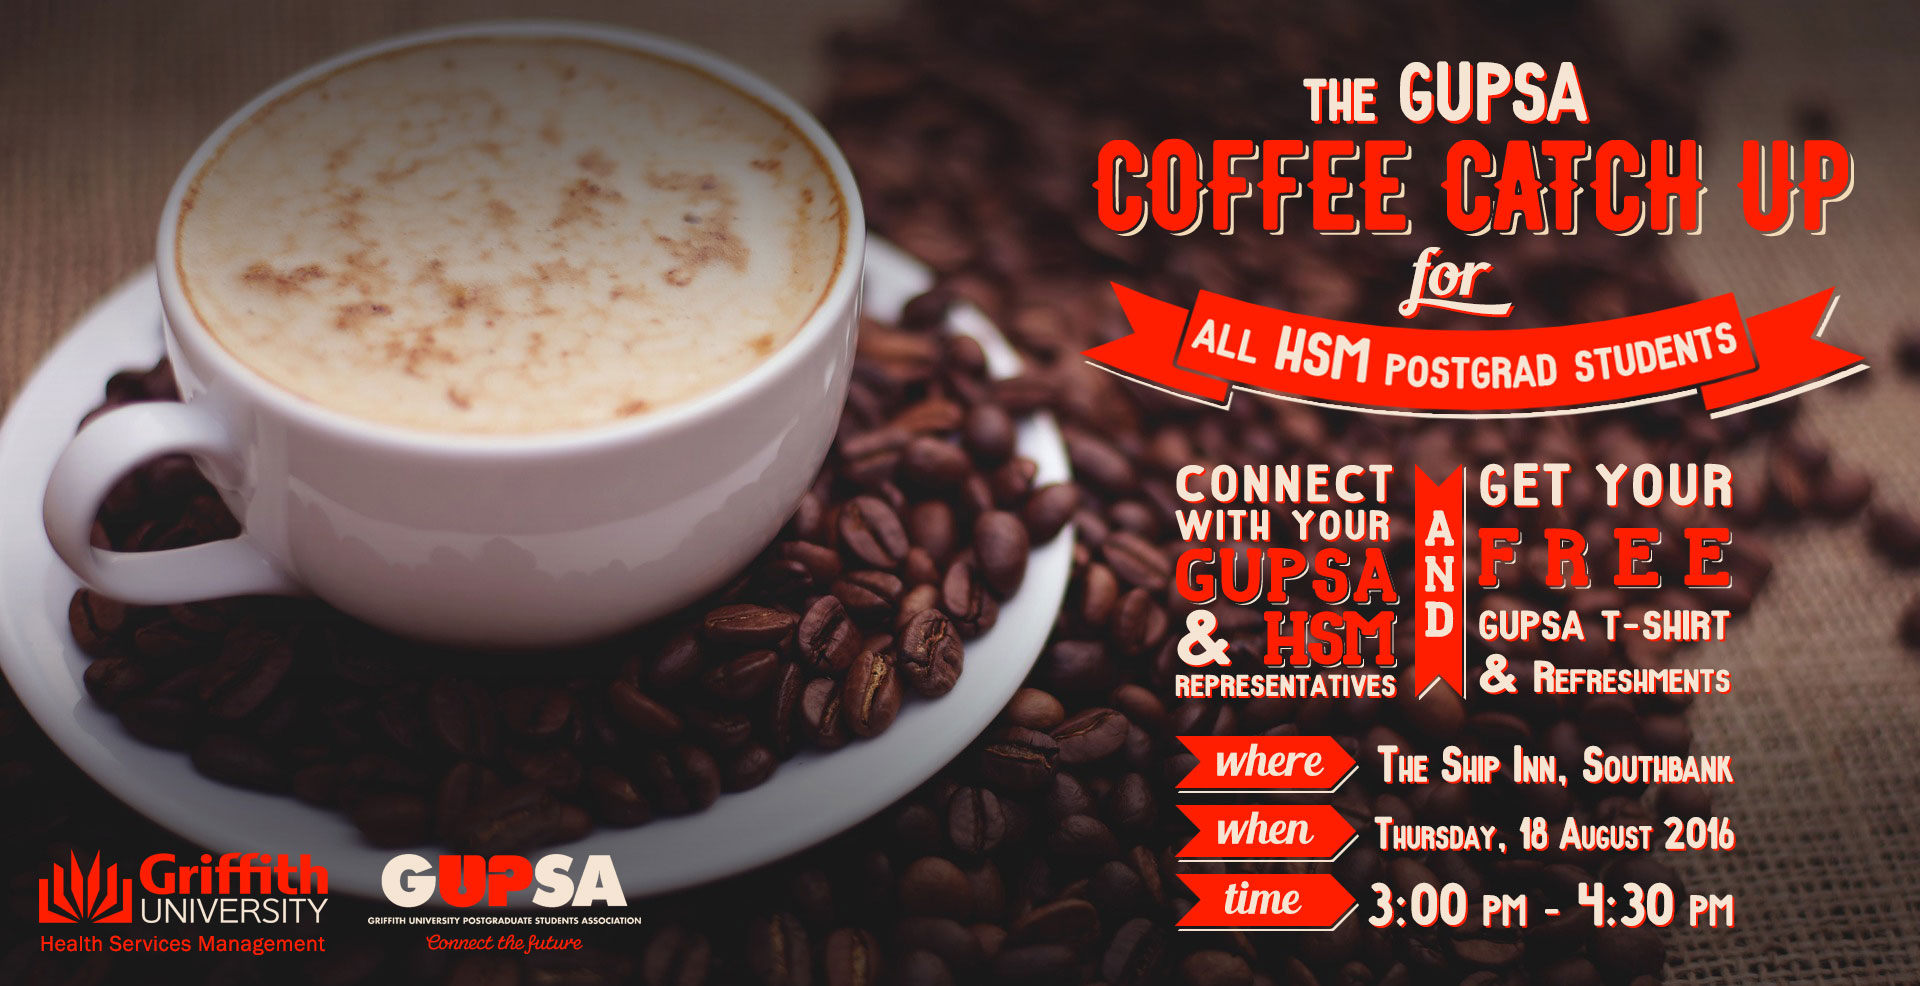 THE GUPSA
COFFEE CATCH UP
for
ALL HSM POSTGRAD STUDENTS
CONNECT
WITH YOUR
GUPSA
& HSM
REPRESENTATIVES
AND
GET YOUR
FREE
GUPSA T-SHIRT
& REFRESHMENTS
where THE SHIP INN, SOUTHBANK
when THURSDAY, 18 AUGUST 2016
time 3:00 PM - 4:30 PM
Griffith
UNIVERSITY
Health Services Management
GUPSA
GRIFFITH UNIVERSITY POSTGRADUATE STUDENTS ASSOCIATION
Connect the future